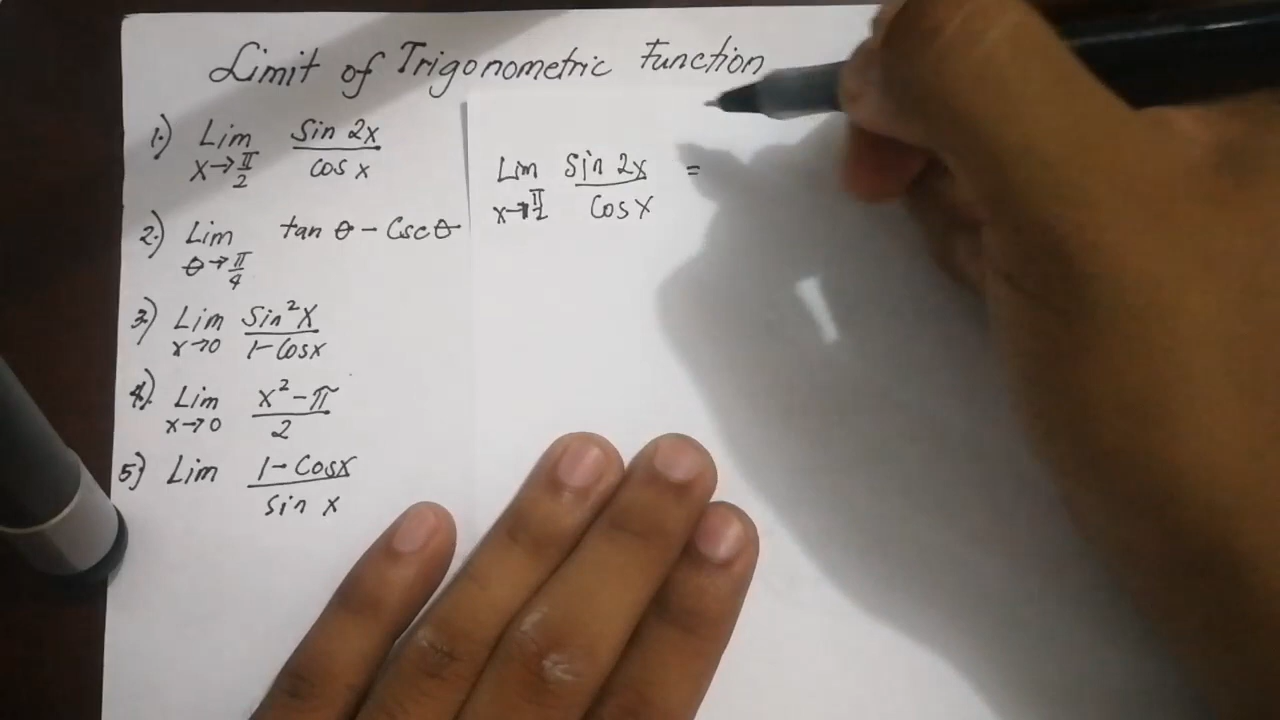 Limit of Trigonometric Function
1.) Lim x→π/2 sin 2x / cos x
2.) Lim θ→π/4 tan θ - Csc θ
3.) Lim x→0 sin²x / 1-cosx
4.) Lim x→0 x²-π / 2
5.) Lim 1-Cosx / sin x
Lim x→π/2 sin 2x / Cosx =